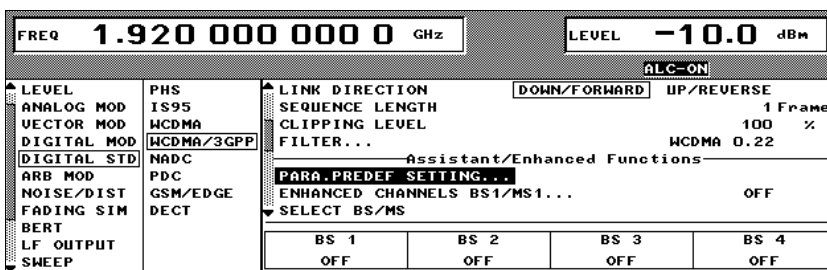 FREQ 1.920 000 000 0 GHz LEVEL -10.0 dBm
ALC-ON
LEVEL PHS LINK DIRECTION DOWN/FORWARD UP/REVERSE
ANALOG MOD IS95 SEQUENCE LENGTH 1 Frame
VECTOR MOD WCDMA CLIPPING LEVEL 100 %
DIGITAL MOD WCDMA/3GPP FILTER... WCDMA 0.22
DIGITAL STD NADC Assistant/Enhanced Functions
ARB MOD PDC PARA.PREDEF SETTING...
NOISE/DIST GSM/EDGE ENHANCED CHANNELS BS1/MS1... OFF
FADING SIM DECT SELECT BS/MS
BERT
LF OUTPUT BS 1 BS 2 BS 3 BS 4
SWEEP OFF OFF OFF OFF